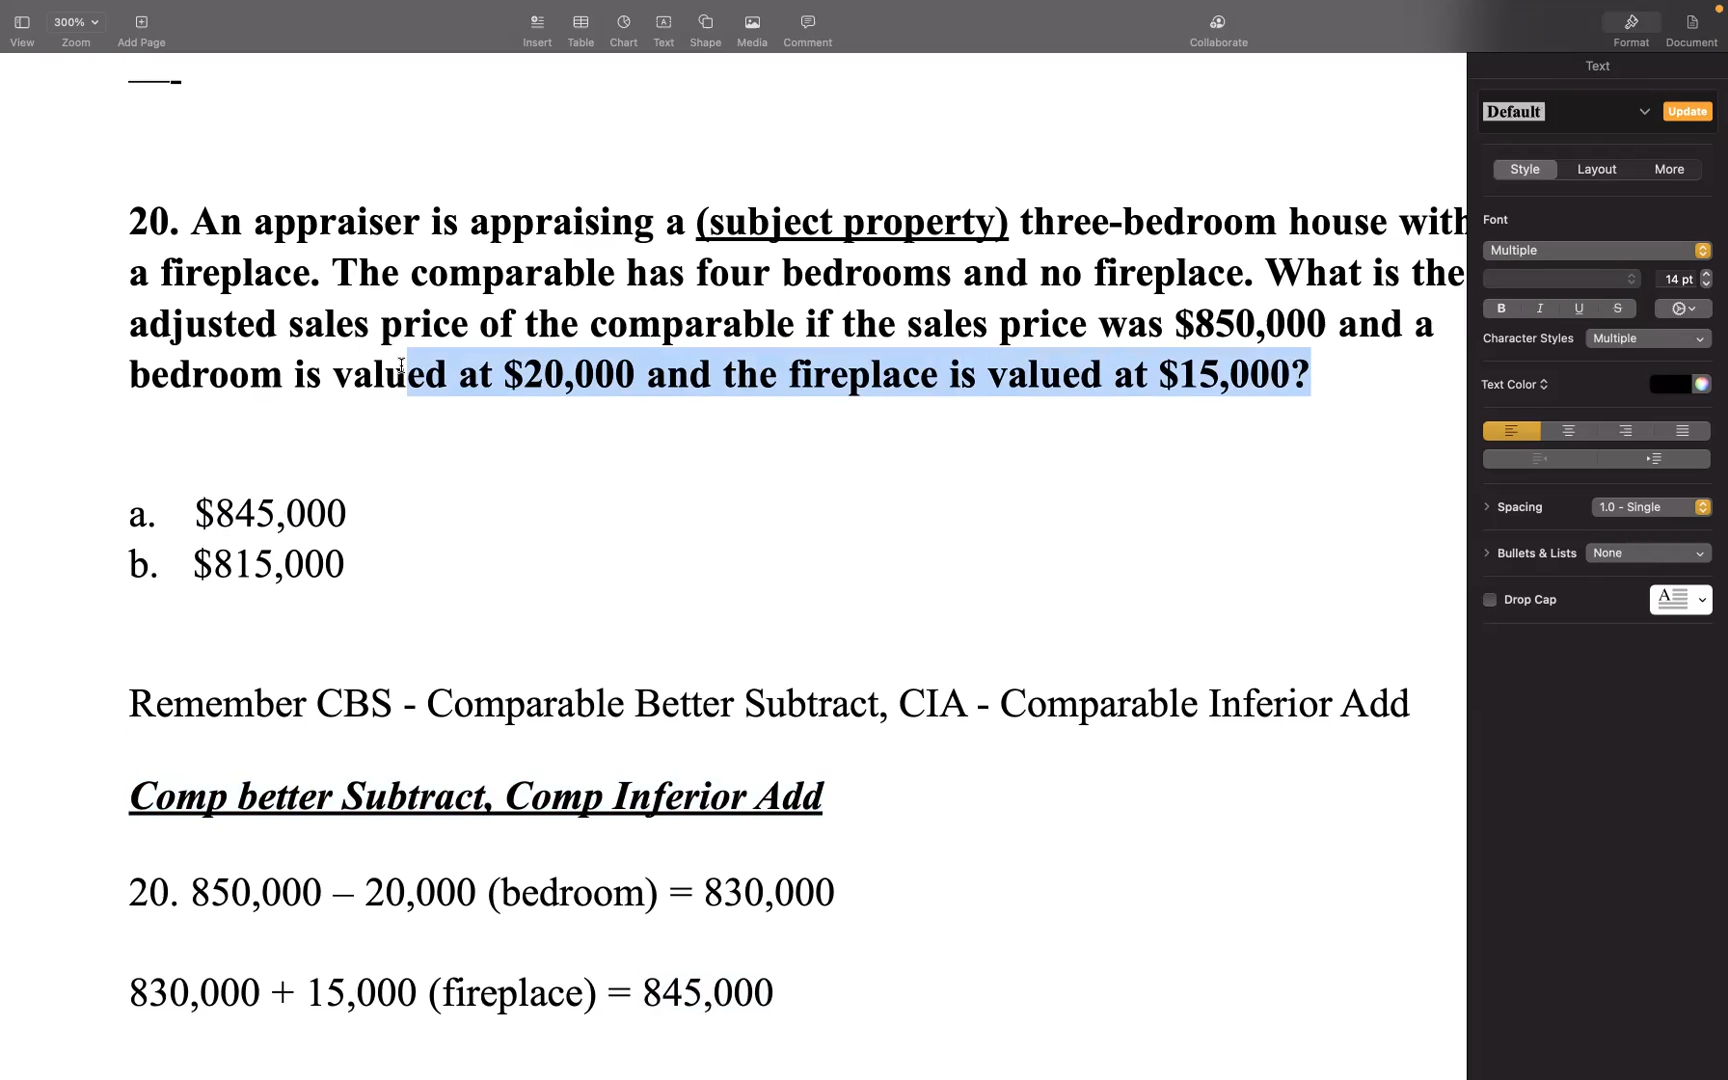 300%
View
Zoom
Add Page
Insert
Table
Chart
Text
Shape
Media
Comment
Collaborate
Format
Document
Text
Default
Update
Style
Layout
More
Font
Multiple
14 pt
B I U S
Character Styles
Multiple
Text Color
Spacing
1.0 - Single
Bullets & Lists
None
Drop Cap
A
—-
20. An appraiser is appraising a (subject property) three-bedroom house with
a fireplace. The comparable has four bedrooms and no fireplace. What is the
adjusted sales price of the comparable if the sales price was $850,000 and a
bedroom is valued at $20,000 and the fireplace is valued at $15,000?
a. $845,000
b. $815,000
Remember CBS - Comparable Better Subtract, CIA - Comparable Inferior Add
Comp better Subtract, Comp Inferior Add
20. 850,000 – 20,000 (bedroom) = 830,000
830,000 + 15,000 (fireplace) = 845,000